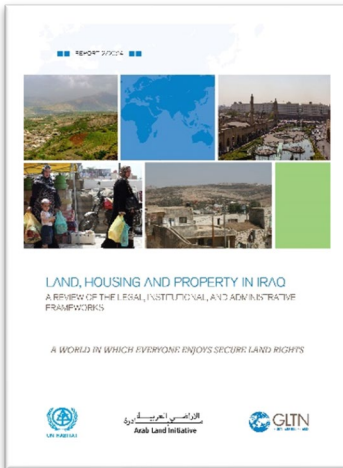 REPORT 2/2024
LAND, HOUSING AND PROPERTY IN IRAQ
A REVIEW OF THE LEGAL, INSTITUTIONAL, AND ADMINISTRATIVE
FRAMEWORKS
A WORLD IN WHICH EVERYONE ENJOYS SECURE LAND RIGHTS
UN HABITAT
Arab Land Initiative
GLTN